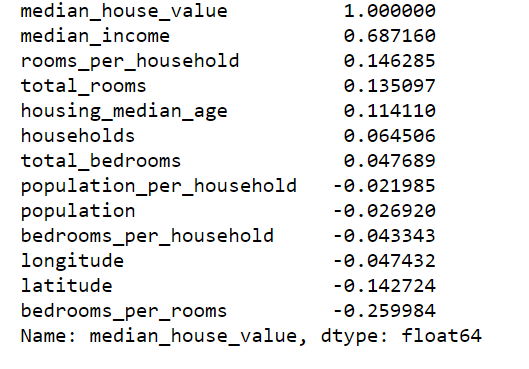 median_house_value 1.000000
median_income 0.687160
rooms_per_household 0.146285
total_rooms 0.135097
housing_median_age 0.114110
households 0.064506
total_bedrooms 0.047689
population_per_household -0.021985
population -0.026920
bedrooms_per_household -0.043343
longitude -0.047432
latitude -0.142724
bedrooms_per_rooms -0.259984
Name: median_house_value, dtype: float64